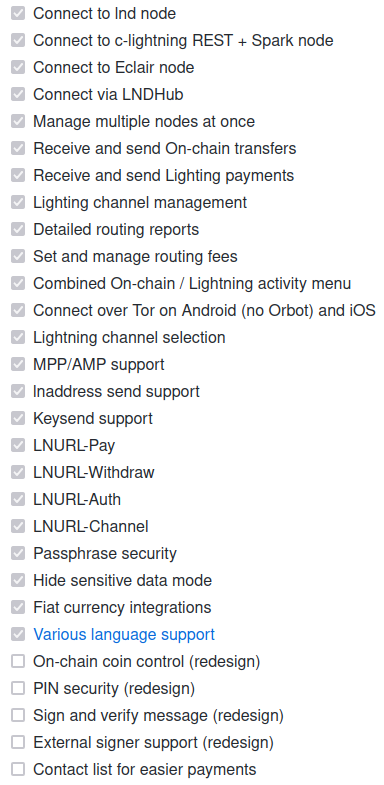 Connect to lnd node
Connect to c-lightning REST + Spark node
Connect to Eclair node
Connect via LNDHub
Manage multiple nodes at once
Receive and send On-chain transfers
Receive and send Lighting payments
Lighting channel management
Detailed routing reports
Set and manage routing fees
Combined On-chain / Lightning activity menu
Connect over Tor on Android (no Orbot) and iOS
Lightning channel selection
MPP/AMP support
lnaddress send support
Keysend support
LNURL-Pay
LNURL-Withdraw
LNURL-Auth
LNURL-Channel
Passphrase security
Hide sensitive data mode
Fiat currency integrations
Various language support
On-chain coin control (redesign)
PIN security (redesign)
Sign and verify message (redesign)
External signer support (redesign)
Contact list for easier payments